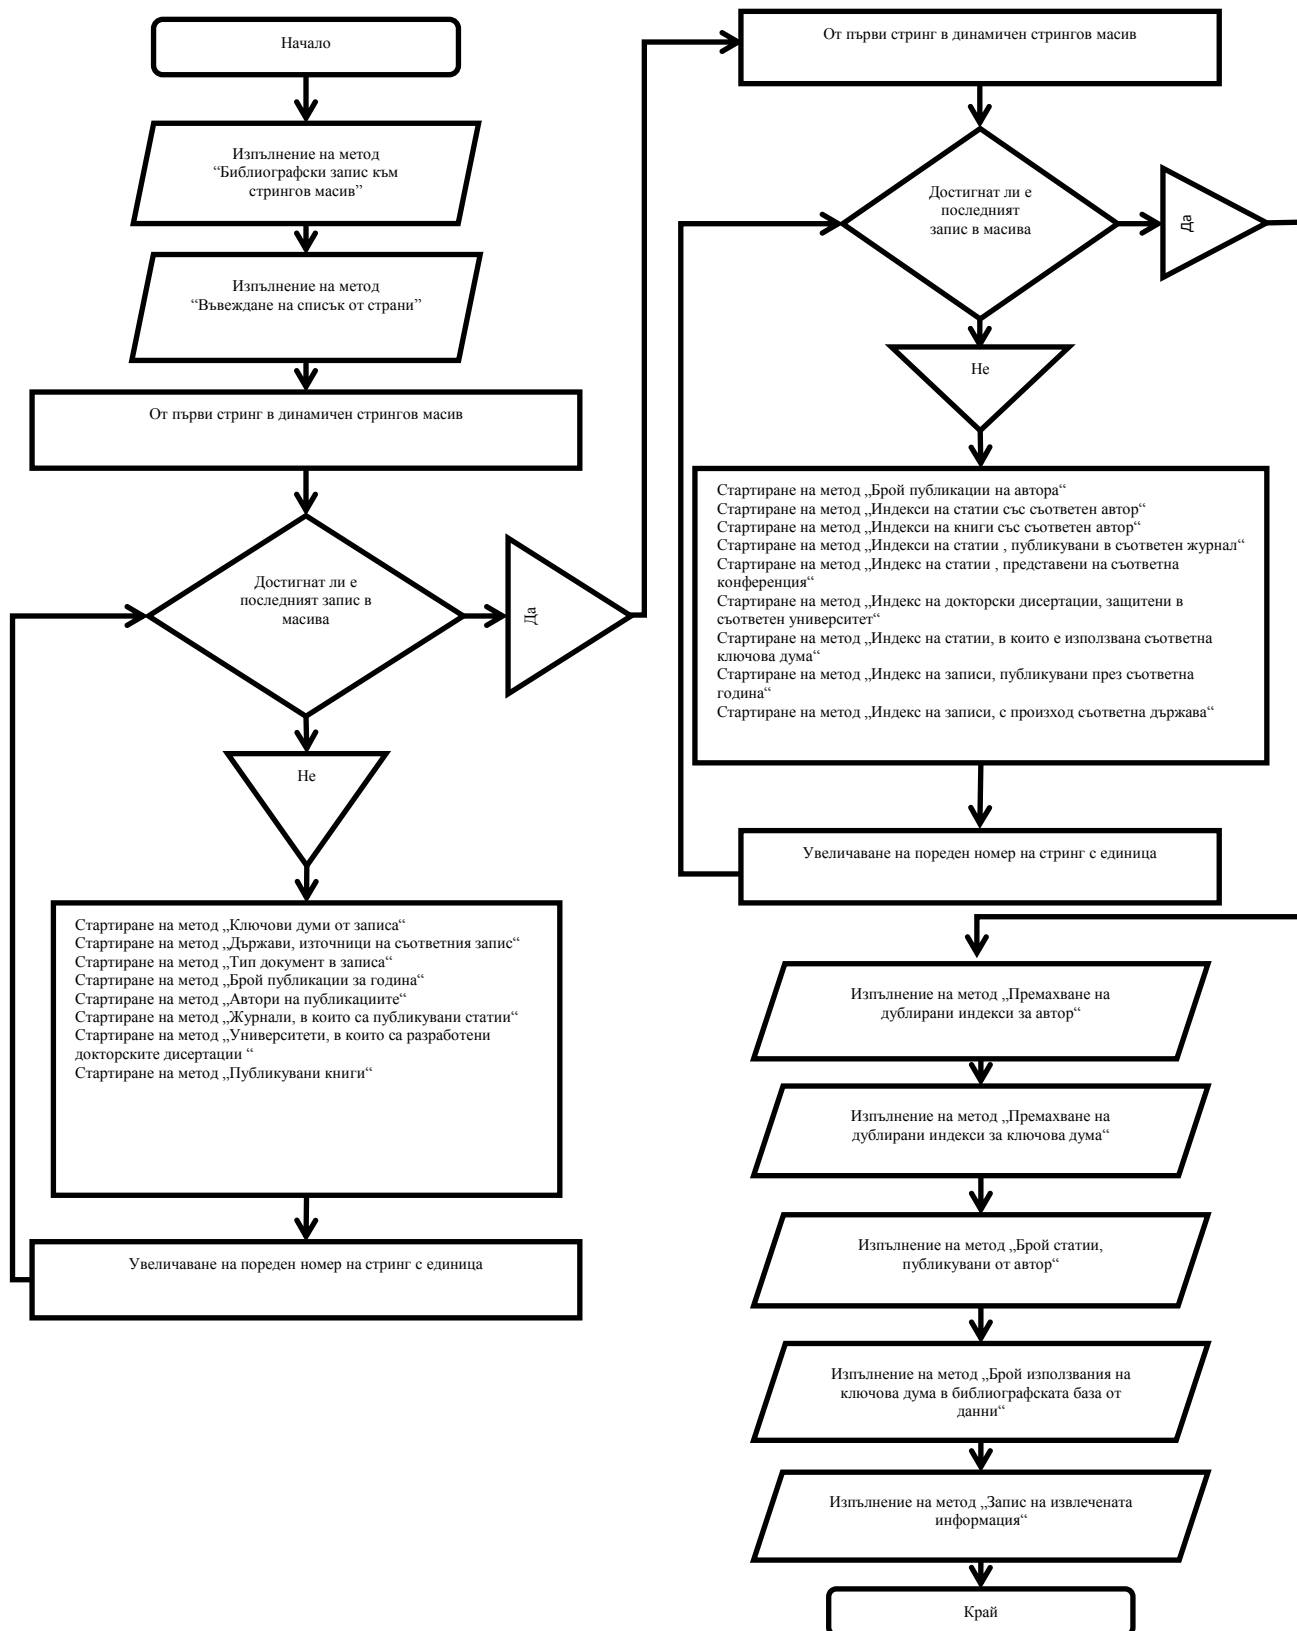 Начало
Изпълнение на метод
“Библиографски запис към
стрингов масив”
Изпълнение на метод
“Въвеждане на списък от страни”
От първи стринг в динамичен стрингов масив
Достигнат ли е
последният запис в
масива
Да
Не
Стартиране на метод „Ключови думи от записа“
Стартиране на метод „Държави, източници на съответния запис“
Стартиране на метод „Тип документ в записа“
Стартиране на метод „Брой публикации за година“
Стартиране на метод „Автори на публикациите“
Стартиране на метод „Журнали, в които са публикувани статии“
Стартиране на метод „Университети, в които са разработени
докторските дисертации “
Стартиране на метод „Публикувани книги“
Увеличаване на пореден номер на стринг с единица
От първи стринг в динамичен стрингов масив
Достигнат ли е
последният
запис в масива
Да
Не
Стартиране на метод „Брой публикации на автора“
Стартиране на метод „Индекси на статии със съответен автор“
Стартиране на метод „Индекси на книги със съответен автор“
Стартиране на метод „Индекси на статии , публикувани в съответен журнал“
Стартиране на метод „Индекс на статии , представени на съответна
конференция“
Стартиране на метод „Индекс на докторски дисертации, защитени в
съответен университет“
Стартиране на метод „Индекс на статии, в които е използвана съответна
ключова дума“
Стартиране на метод „Индекс на записи, публикувани през съответна
година“
Стартиране на метод „Индекс на записи, с произход съответна държава“
Увеличаване на пореден номер на стринг с единица
Изпълнение на метод „Премахване на
дублирани индекси за автор“
Изпълнение на метод „Премахване на
дублирани индекси за ключова дума“
Изпълнение на метод „Брой статии,
публикувани от автор“
Изпълнение на метод „Брой използвания на
ключова дума в библиографската база от
данни“
Изпълнение на метод „Запис на извлечената
информация“
Край